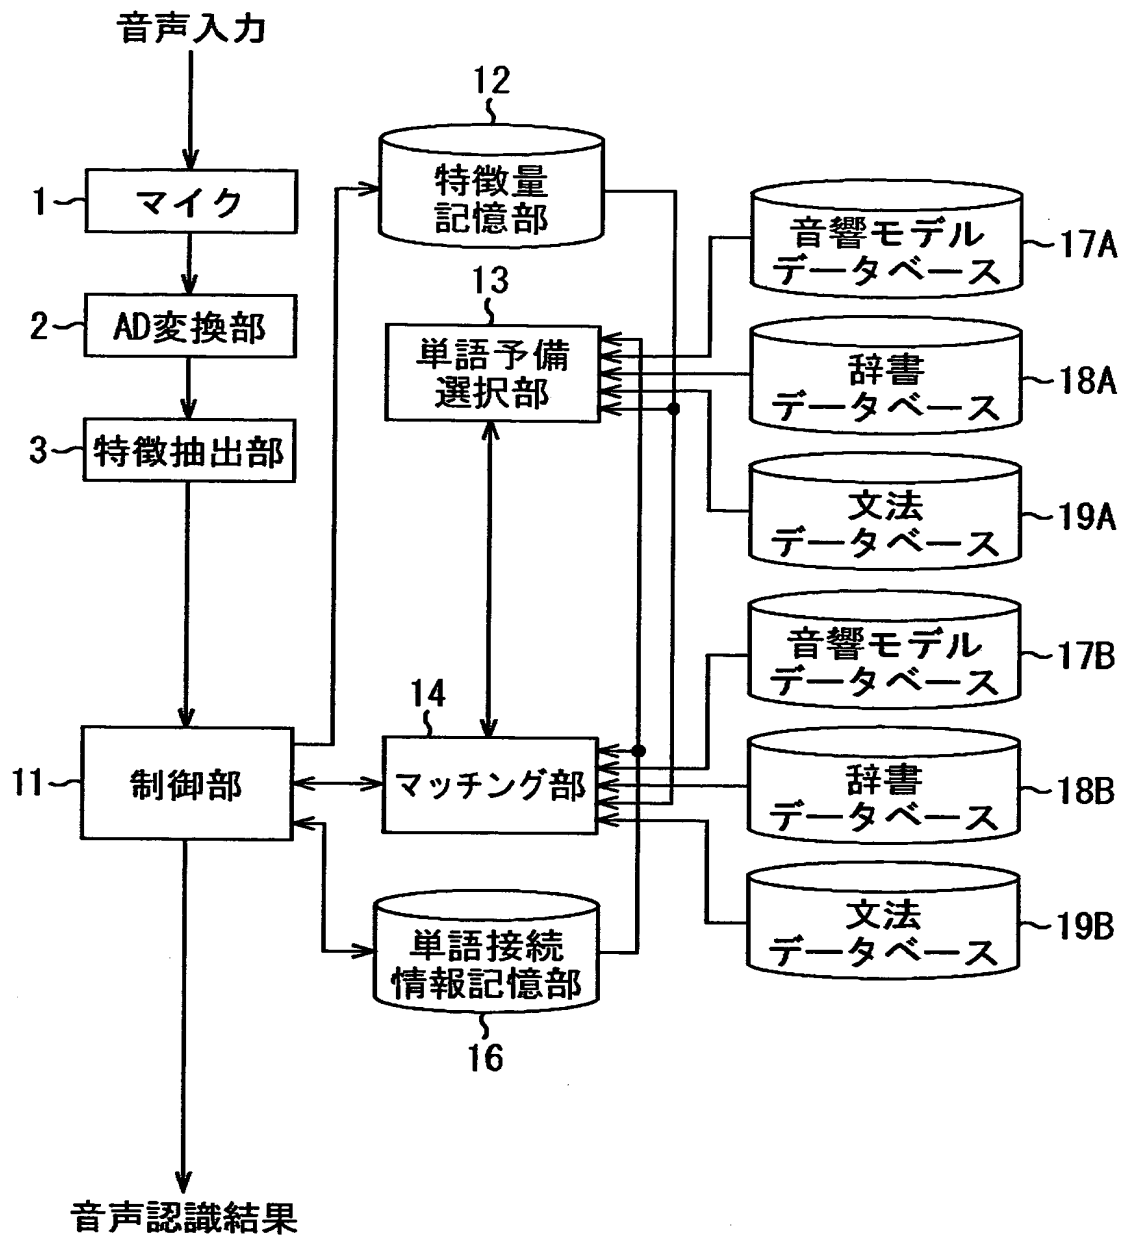 音声入力
1
マイク
2
AD変換部
3
特徴抽出部
11
制御部
音声認識結果
12
特徴量
記憶部
13
単語予備
選択部
14
マッチング部
単語接続
情報記憶部
16
音響モデル
データベース
17A
辞書
データベース
18A
文法
データベース
19A
音響モデル
データベース
17B
辞書
データベース
18B
文法
データベース
19B